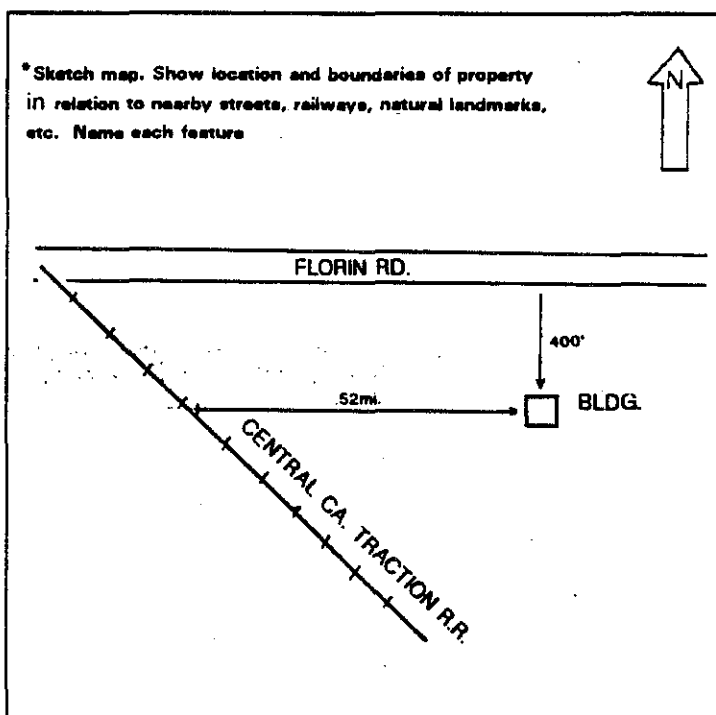 *Sketch map. Show location and boundaries of property
in relation to nearby streets, railways, natural landmarks,
etc. Name each feature
N
FLORIN RD.
400'
.52mi.
BLDG.
CENTRAL CA. TRACTION R.R.